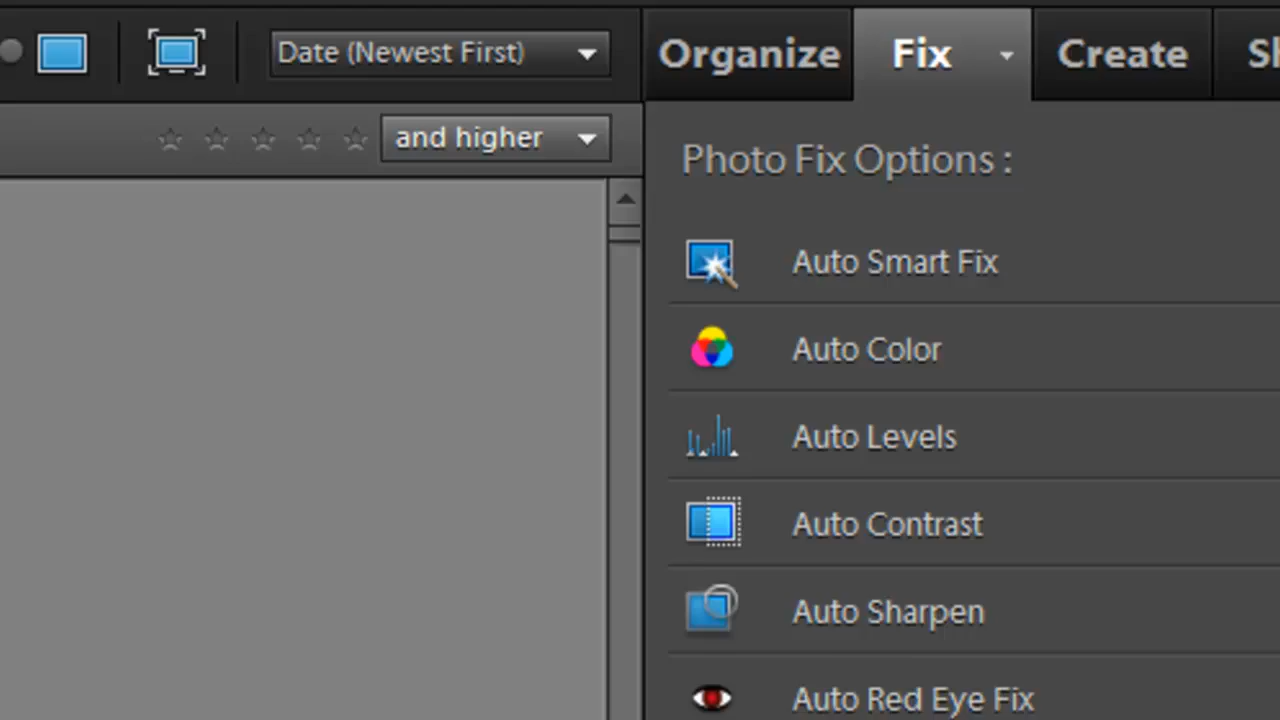 Date (Newest First)
Organize
Fix
Create
and higher
Photo Fix Options :
Auto Smart Fix
Auto Color
Auto Levels
Auto Contrast
Auto Sharpen
Auto Red Eye Fix